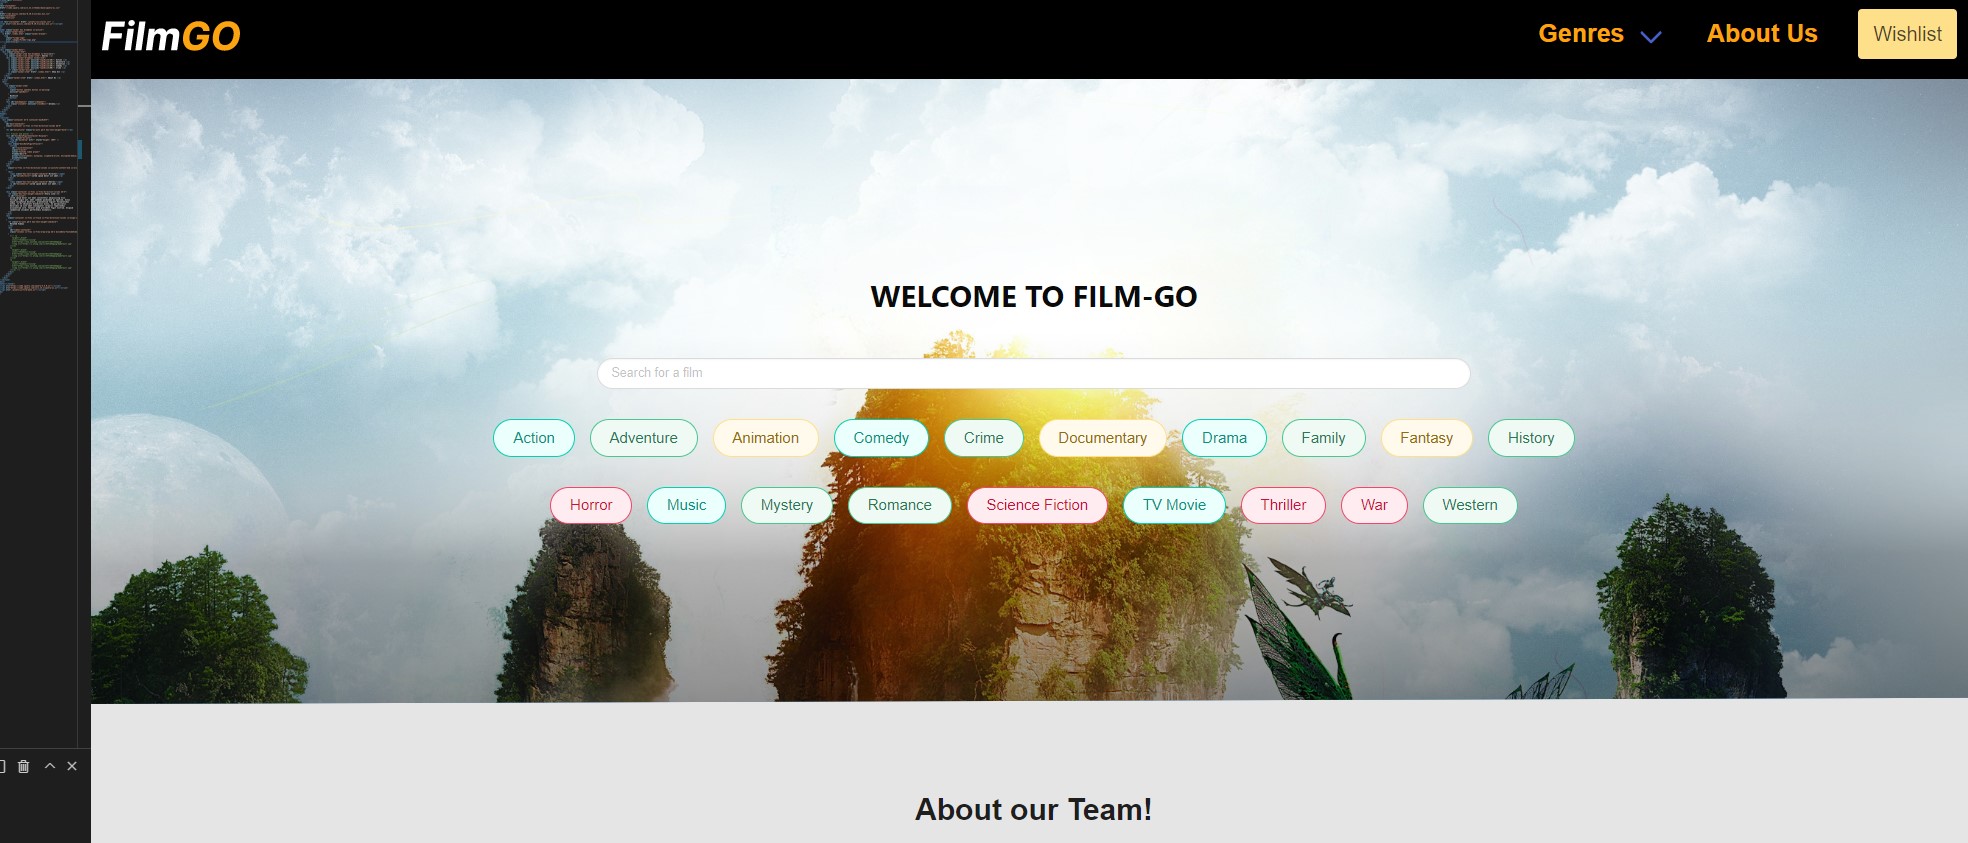 FilmGO
Genres About Us Wishlist
WELCOME TO FILM-GO
Search for a film
Action Adventure Animation Comedy Crime Documentary Drama Family Fantasy History
Horror Music Mystery Romance Science Fiction TV Movie Thriller War Western
About our Team!